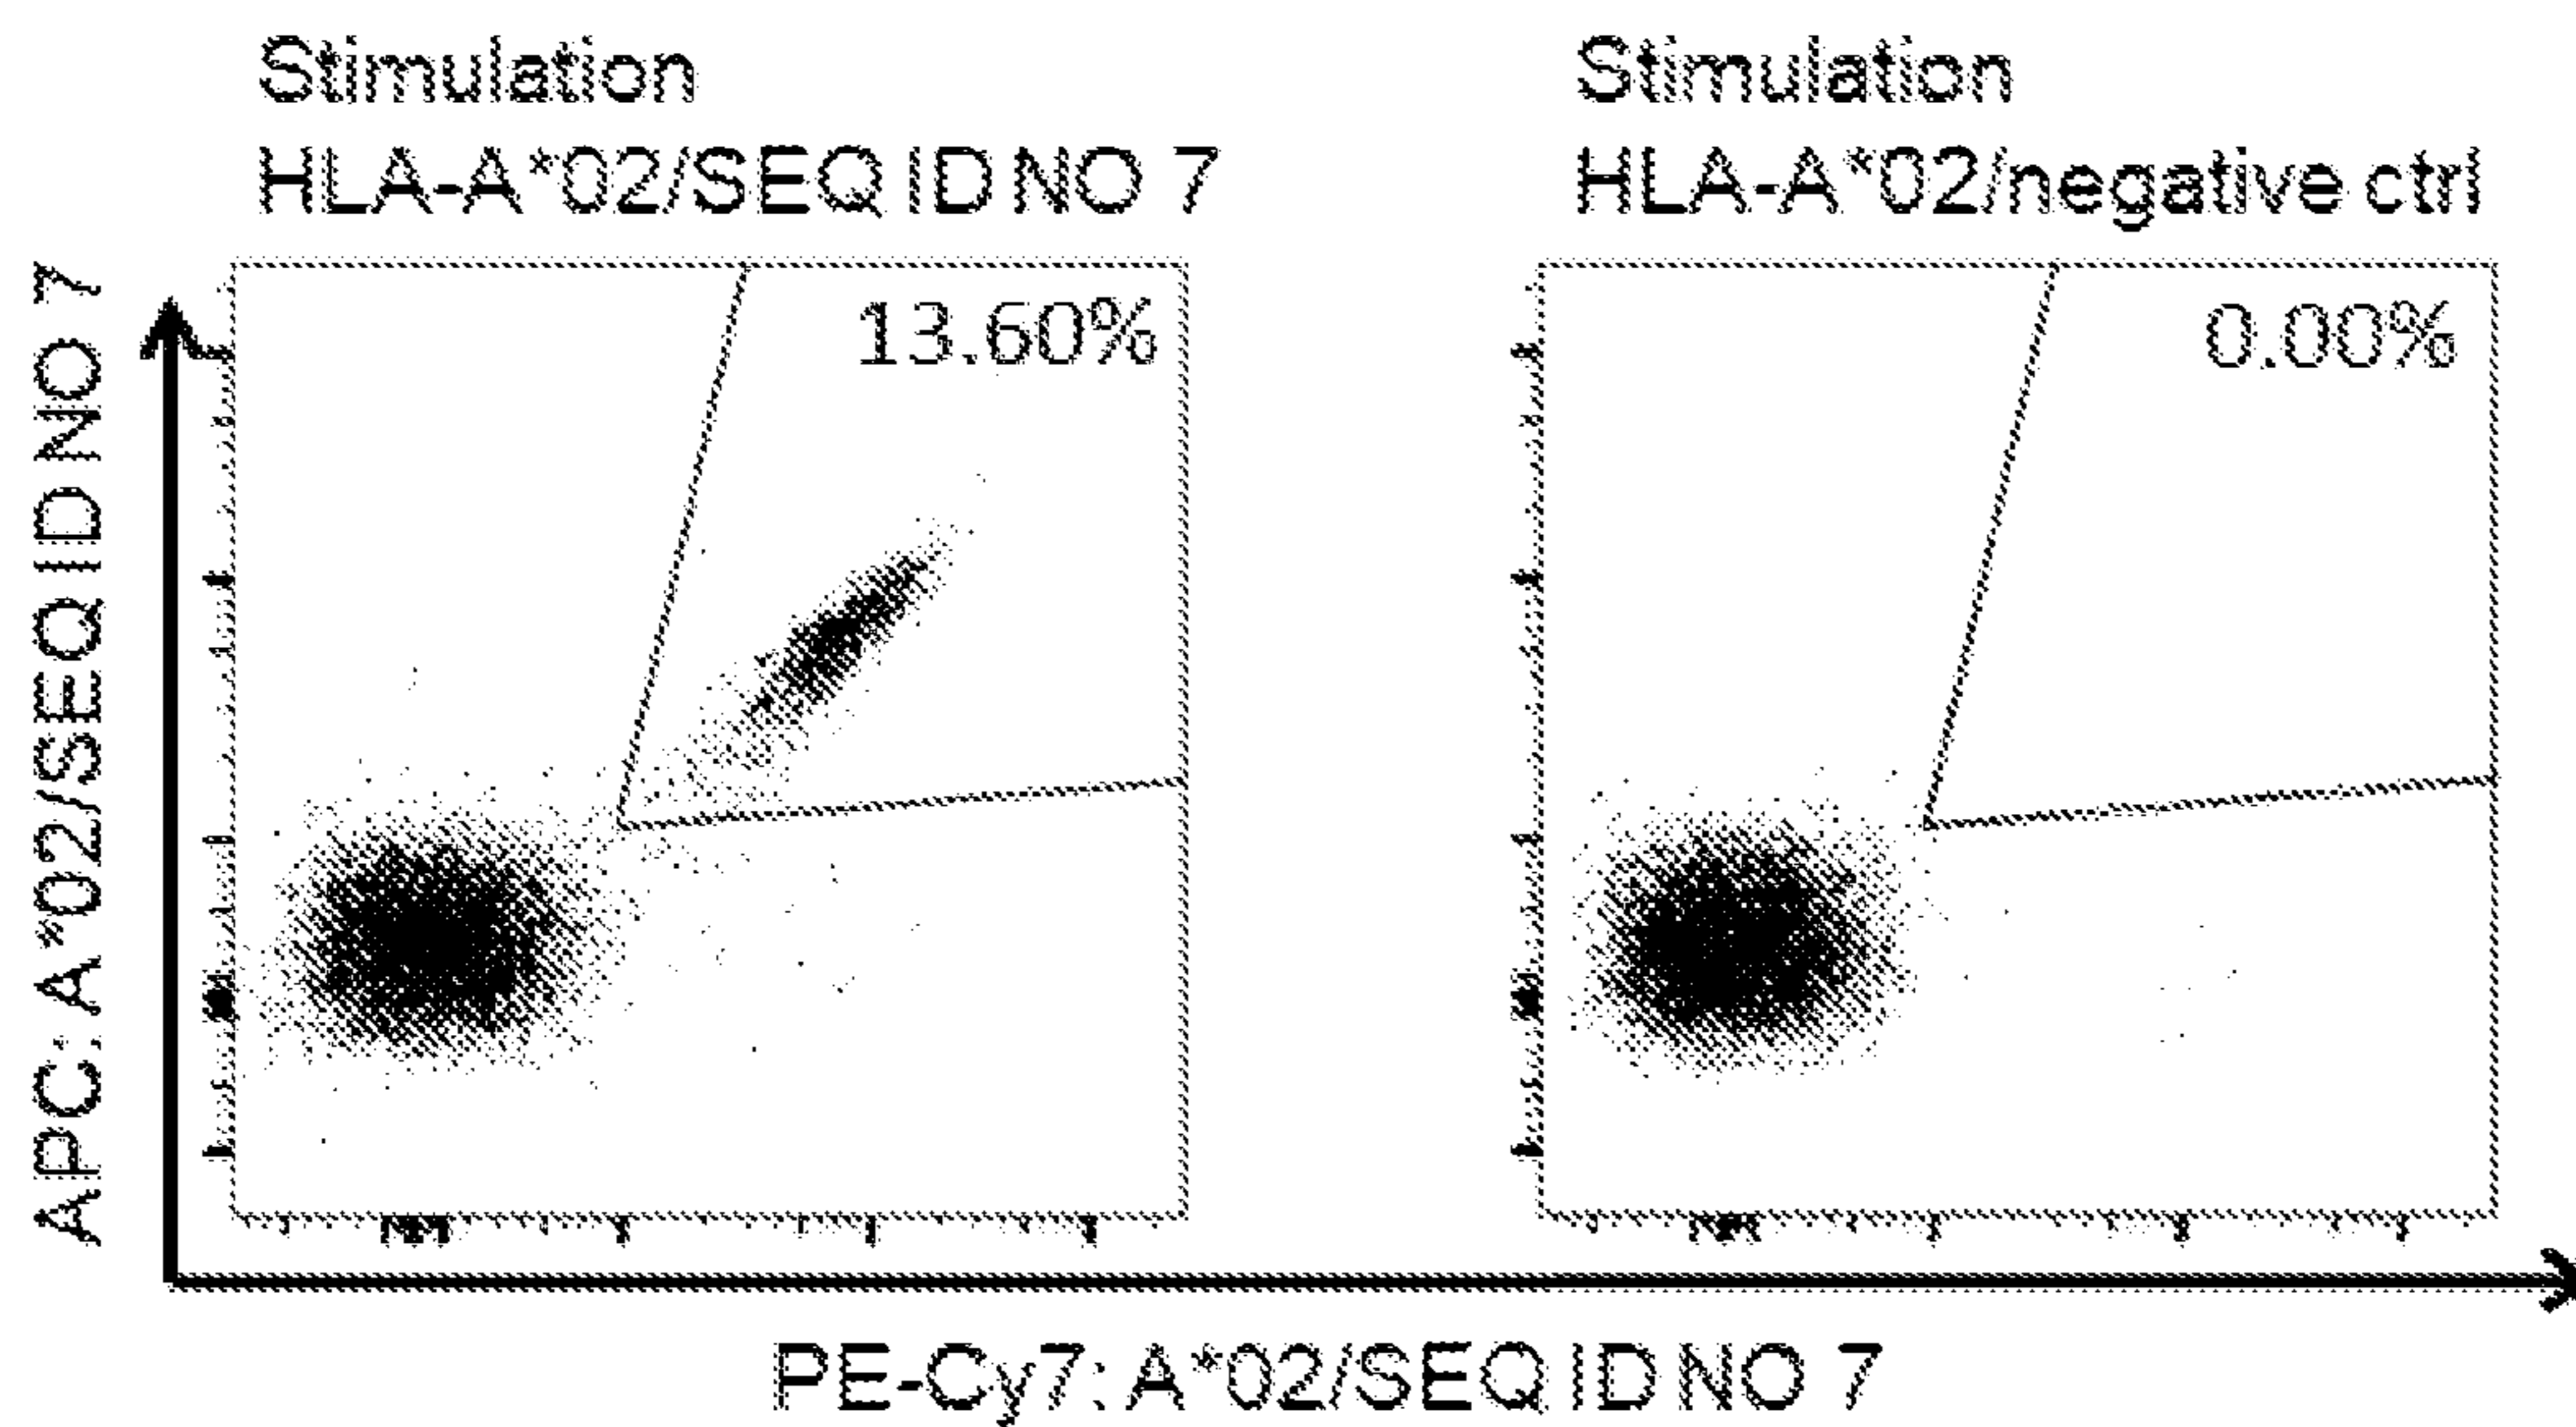 Stimulation
HLA-A*02/SEQ ID NO 7
Stimulation
HLA-A*02/negative ctrl
13.60%
0.00%
APC: A*02/SEQ ID NO 7
PE-Cy7: A*02/SEQ ID NO 7